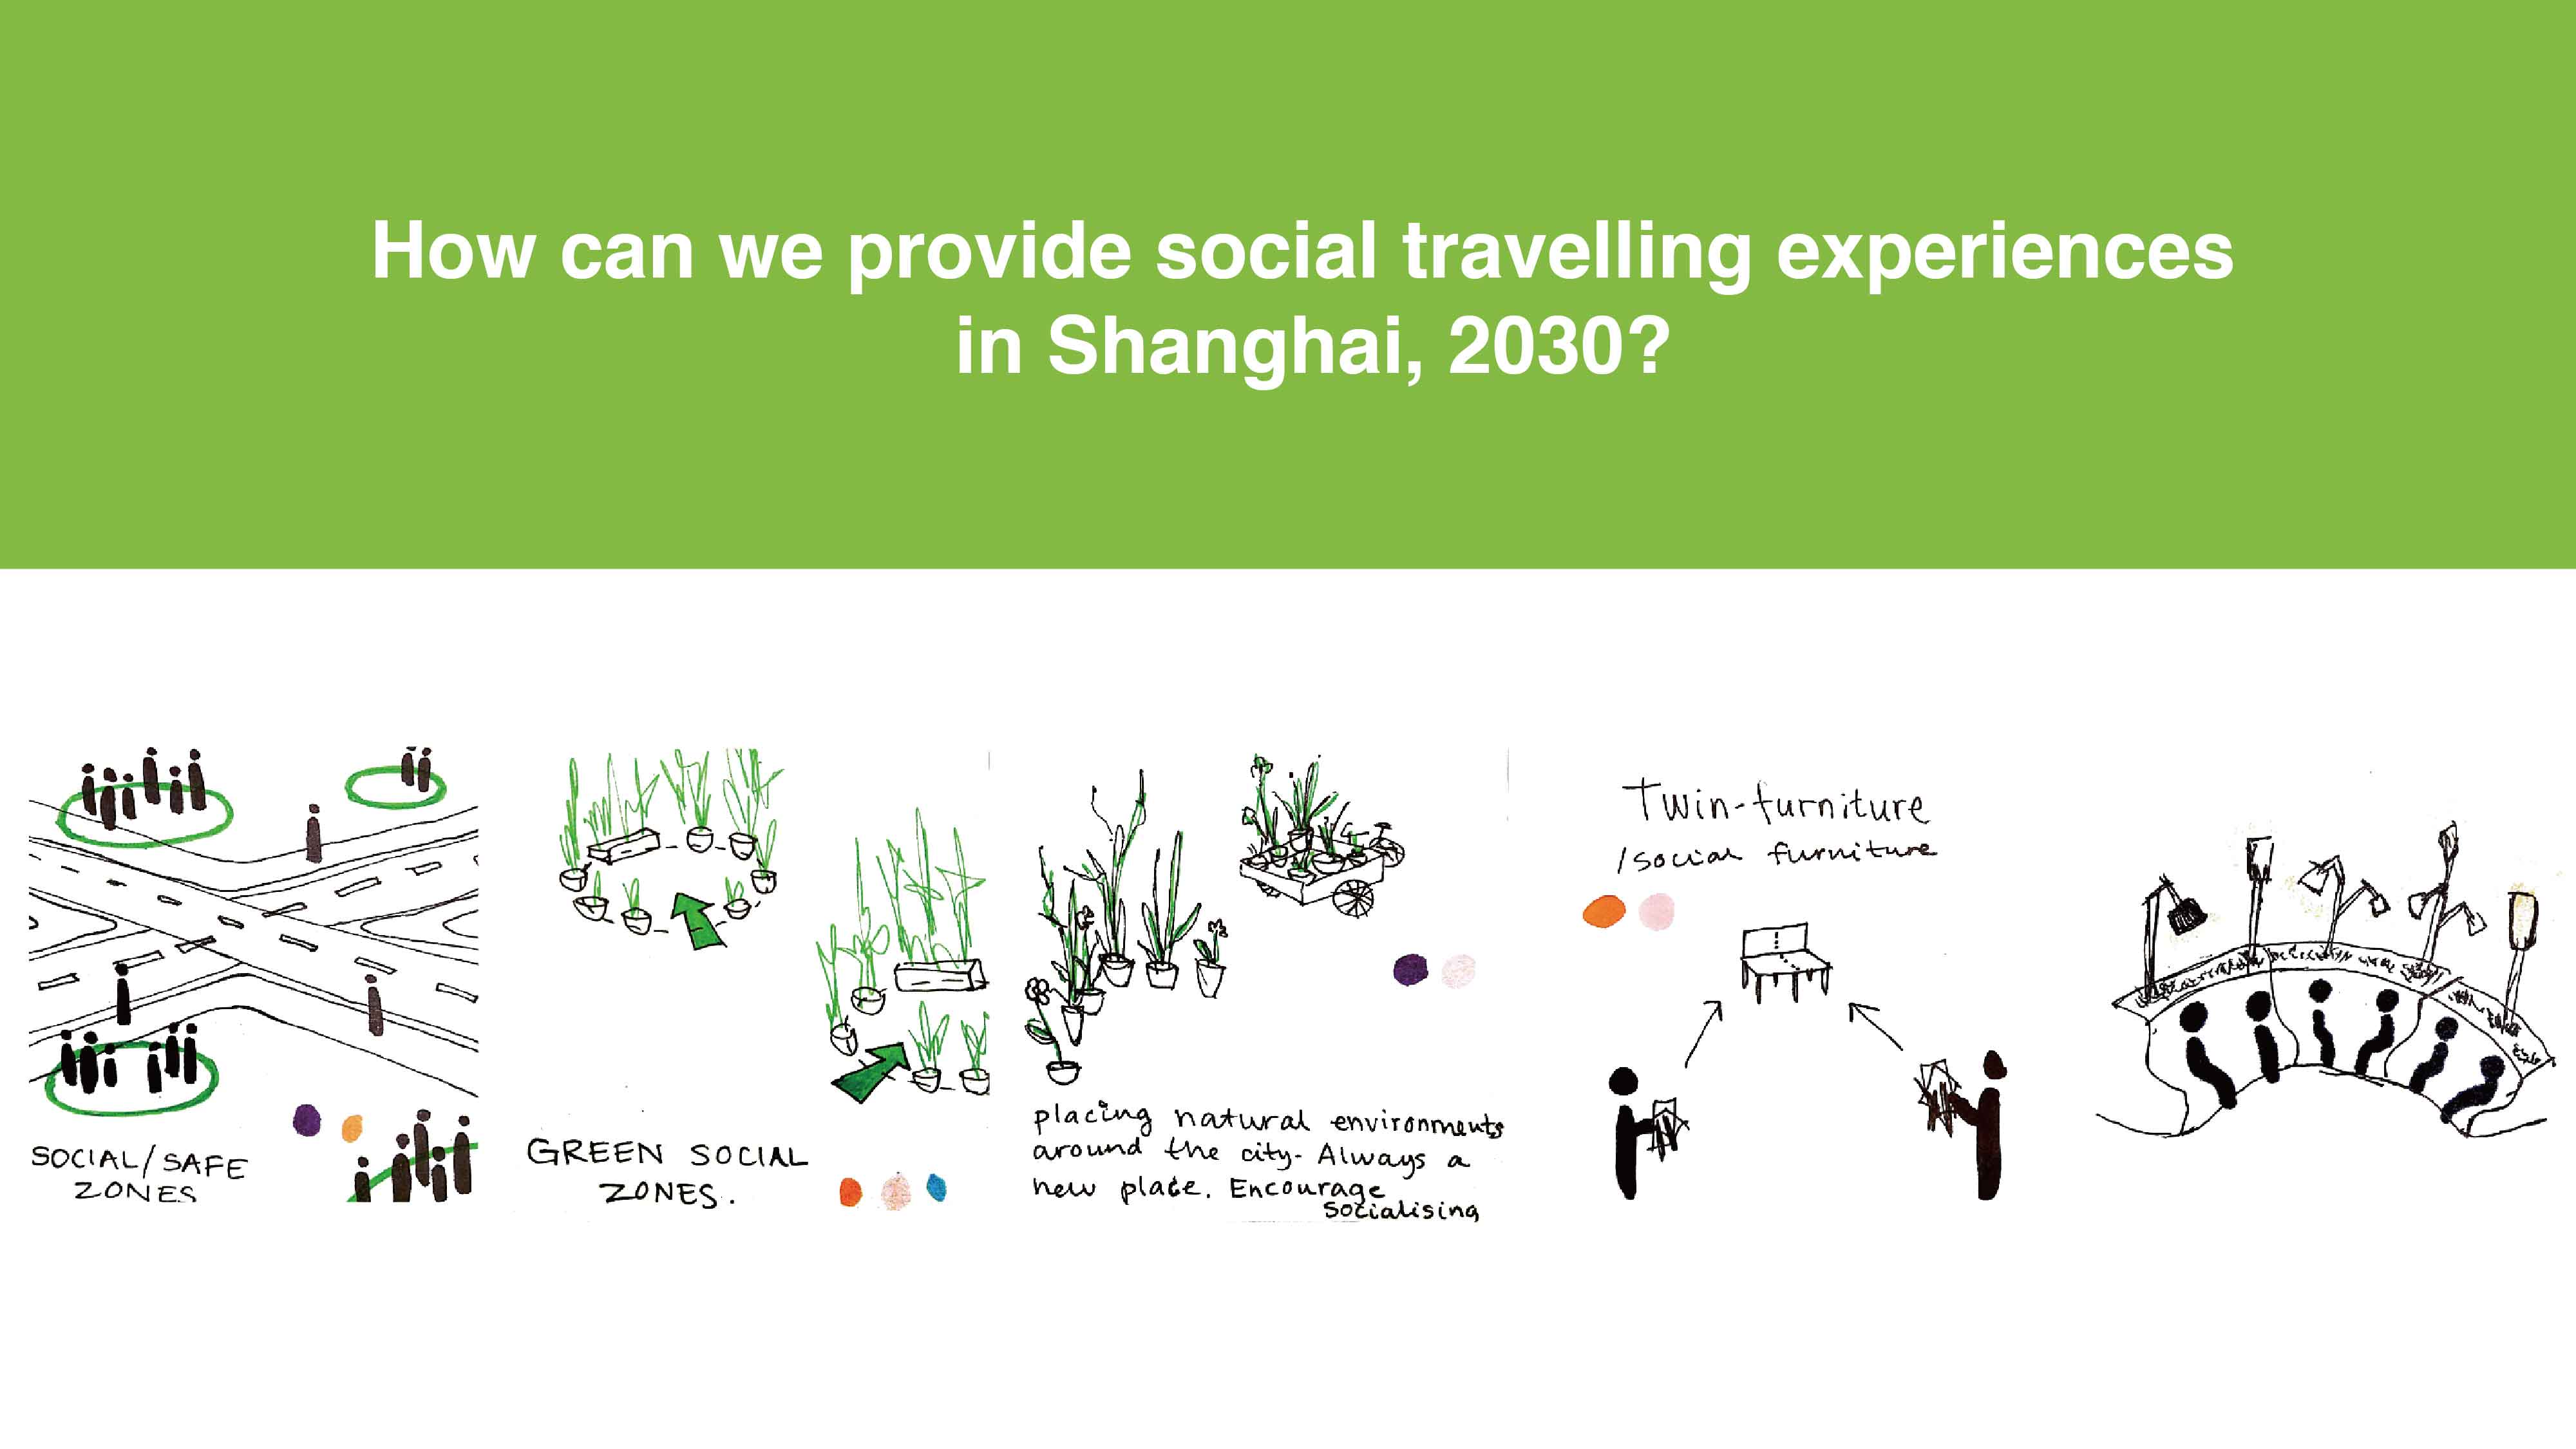 How can we provide social travelling experiences
in Shanghai, 2030?
SOCIAL/SAFE
ZONES
GREEN SOCIAL
ZONES.
placing natural environments
around the city- Always a
new place. Encourage
socialising
Twin-furniture
/social furniture